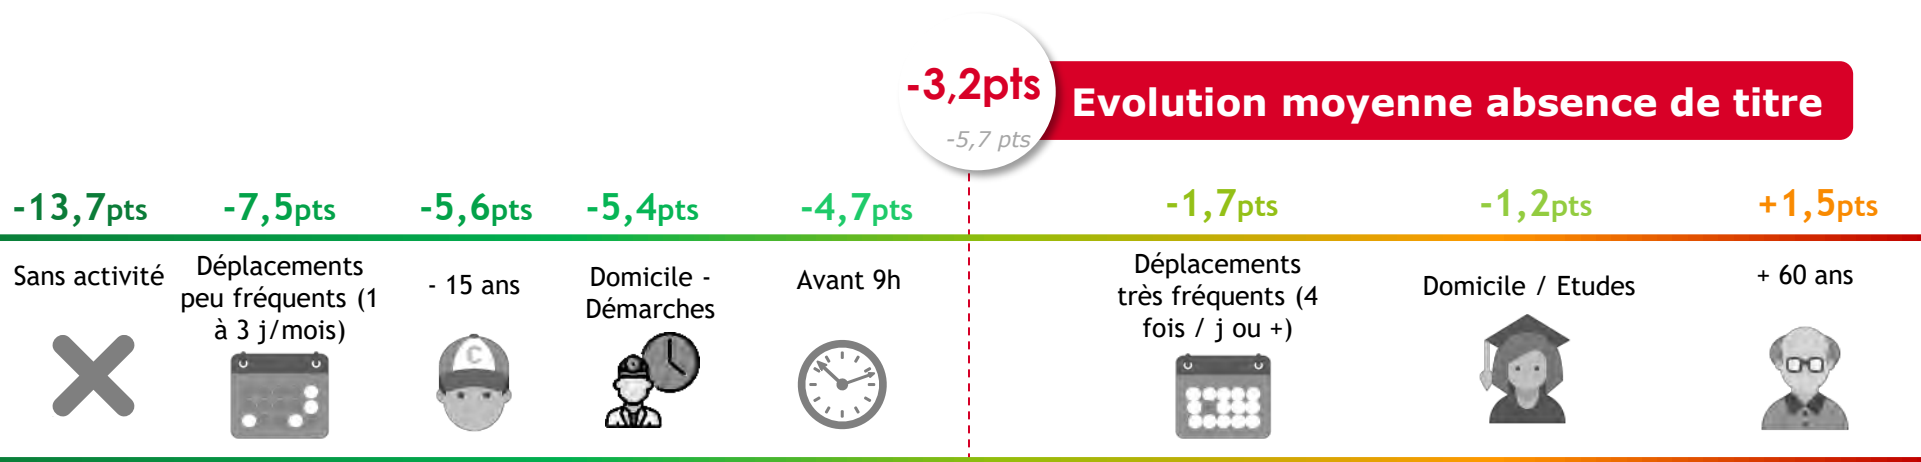 -3,2pts
-5,7 pts
Evolution moyenne absence de titre
-13,7pts
-7,5pts
-5,6pts
-5,4pts
-4,7pts
-1,7pts
-1,2pts
+1,5pts
Sans activité
Déplacements
peu fréquents (1
à 3 j/mois)
- 15 ans
Domicile -
Démarches
Avant 9h
Déplacements
très fréquents (4
fois / j ou +)
Domicile / Etudes
+ 60 ans
C